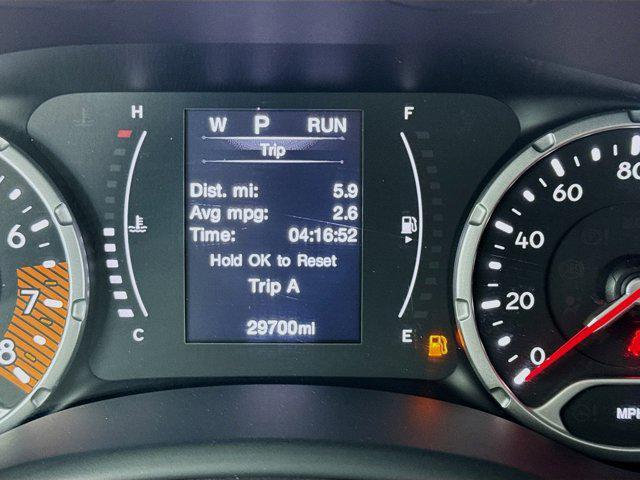 H
W P RUN
F
Trip
Dist. mi: 5.9
Avg mpg: 2.6
Time: 04:16:52
Hold OK to Reset
Trip A
29700mi
C
E
6
7
8
0
20
40
60
80
MPH